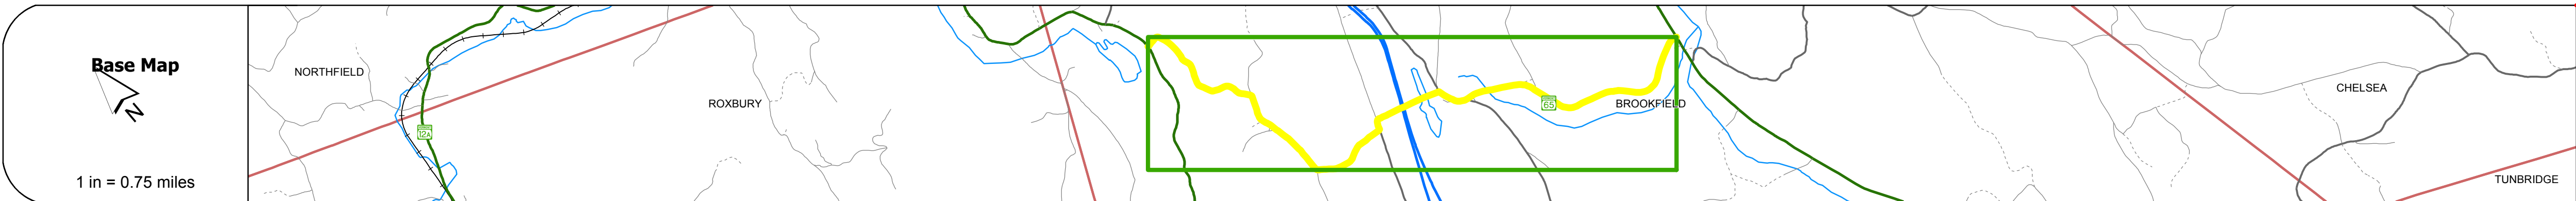 Base Map
N
1 in = 0.75 miles
NORTHFIELD
12A
ROXBURY
65
BROOKFIELD
CHELSEA
TUNBRIDGE